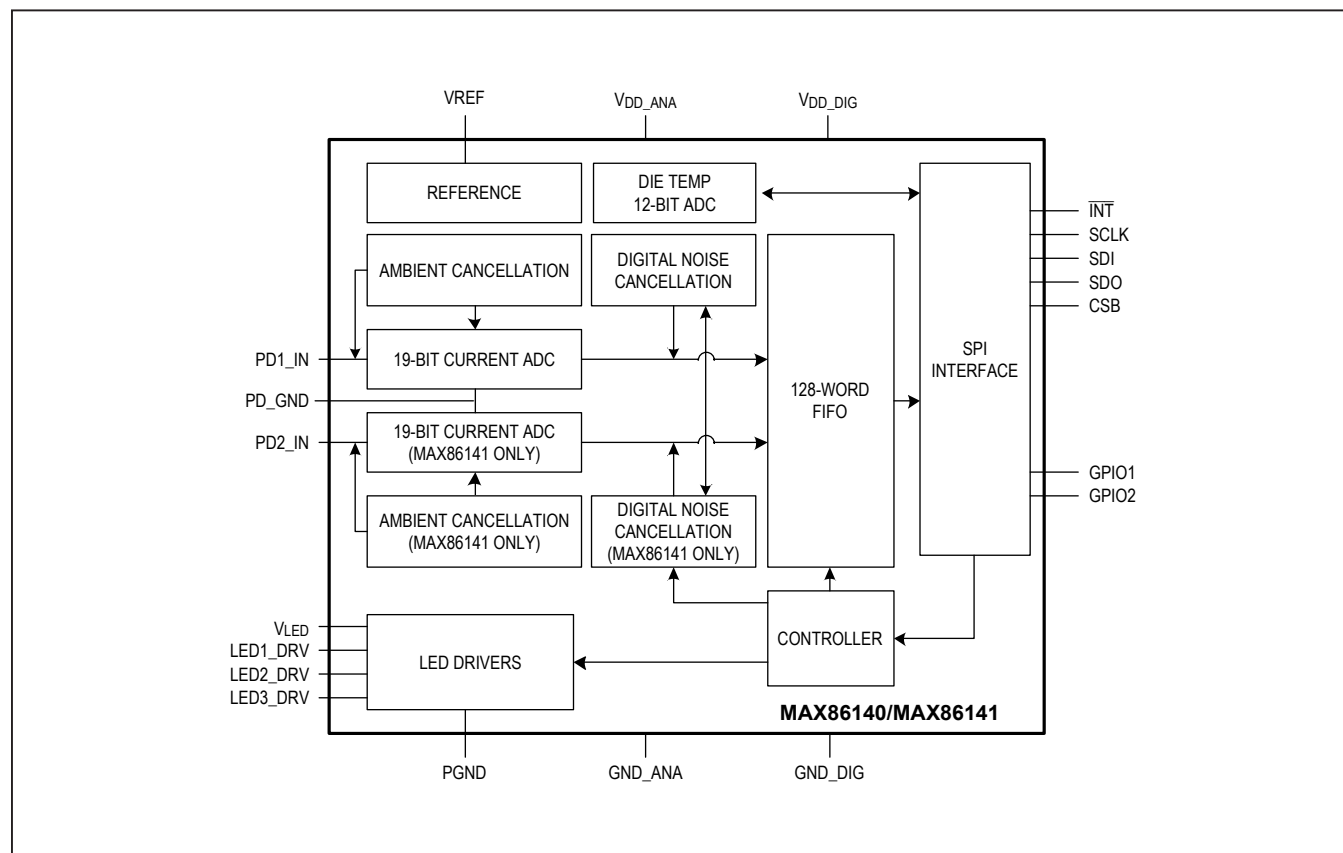 VREF
VDD_ANA
VDD_DIG
REFERENCE
DIE TEMP
12-BIT ADC
INT
SCLK
SDI
SDO
CSB
AMBIENT CANCELLATION
DIGITAL NOISE
CANCELLATION
PD1_IN
19-BIT CURRENT ADC
SPI
INTERFACE
128-WORD
FIFO
PD_GND
PD2_IN
19-BIT CURRENT ADC
(MAX86141 ONLY)
GPIO1
GPIO2
AMBIENT CANCELLATION
(MAX86141 ONLY)
DIGITAL NOISE
CANCELLATION
(MAX86141 ONLY)
VLED
LED1_DRV
LED2_DRV
LED3_DRV
LED DRIVERS
CONTROLLER
MAX86140/MAX86141
PGND
GND_ANA
GND_DIG